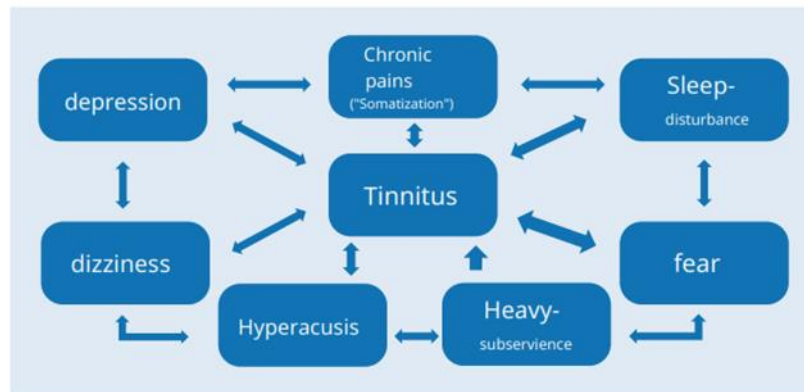 depression
Chronic
pains
("Somatization")
Sleep-
disturbance
Tinnitus
dizziness
fear
Hyperacusis
Heavy-
subservience